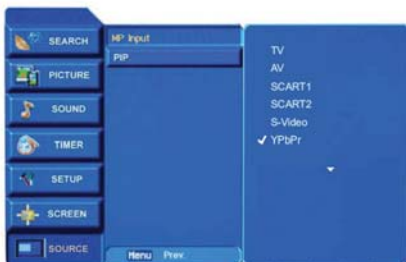 SEARCH
PICTURE
SOUND
TIMER
SETUP
SCREEN
SOURCE
MP Input
PIP
TV
AV
SCART1
SCART2
S-Video
YPbPr
Menu Prev.